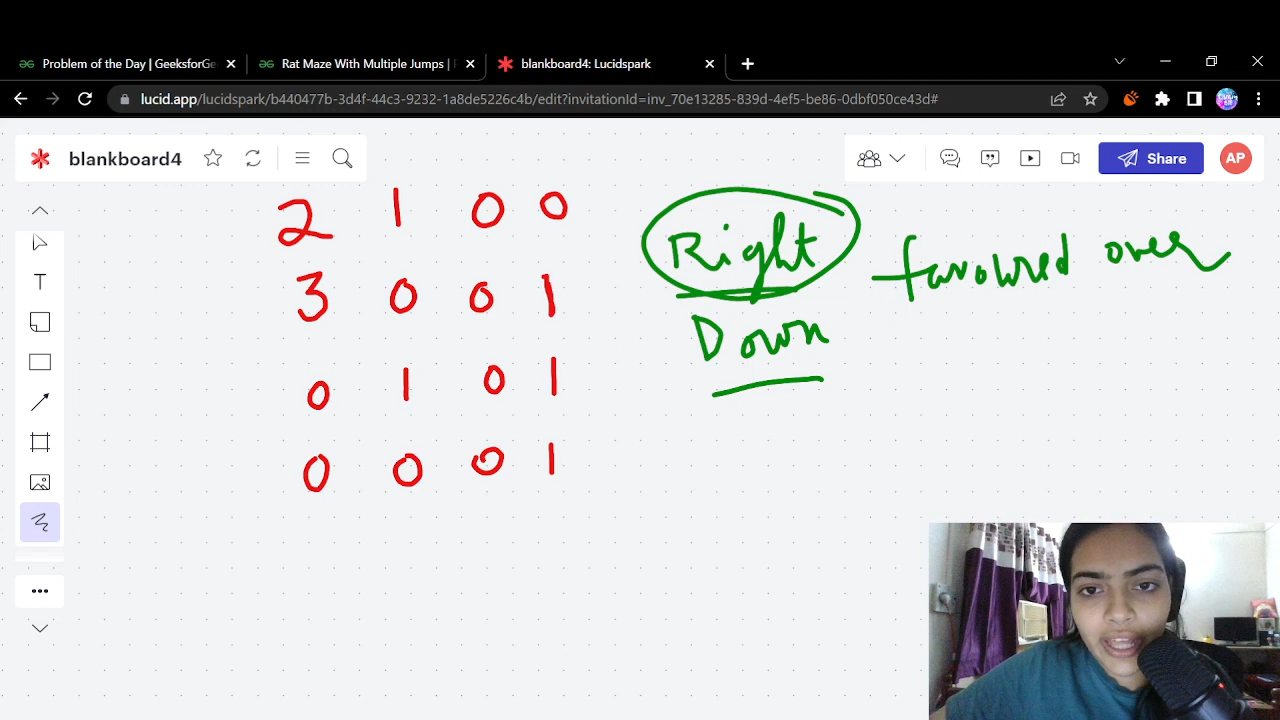 Problem of the Day | GeeksforGe
Rat Maze With Multiple Jumps |
blankboard4: Lucidspark
lucid.app/lucidspark/b440477b-3d4f-44c3-9232-1a8de5226c4b/edit?invitationId=inv_70e13285-839d-4ef5-be86-0dbf050ce43d#
blankboard4
Share
AP
T
2 1 0 0
3 0 0 1
0 1 0 1
0 0 0 1
Right favoured over
Down